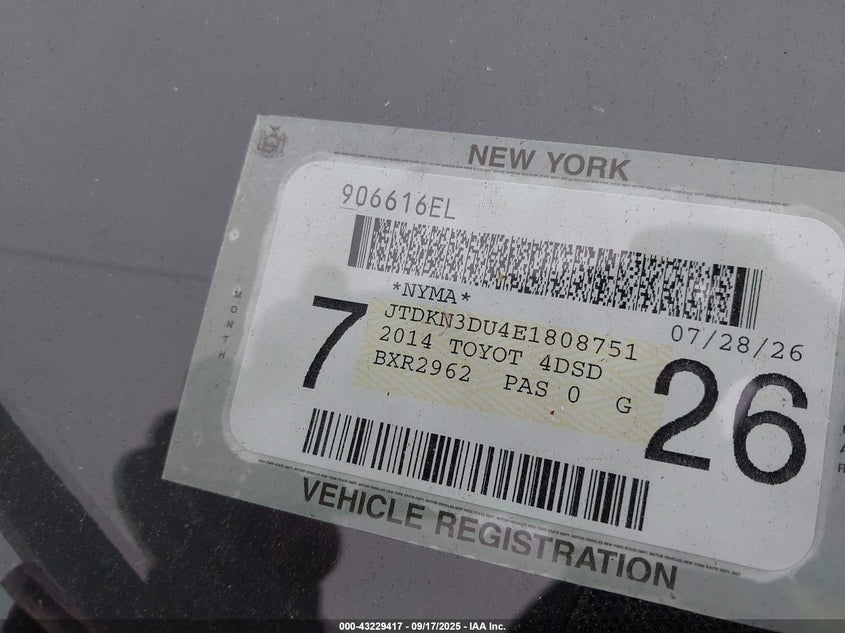 NEW YORK
906616EL
*NYMA*
JTDKN3DU4E1808751
07/28/26
2014 TOYOT 4DSD
BXR2962 PAS 0 G
MONTH
7
26
VEHICLE REGISTRATION
000-43229417 - 09/17/2025 - IAA Inc.